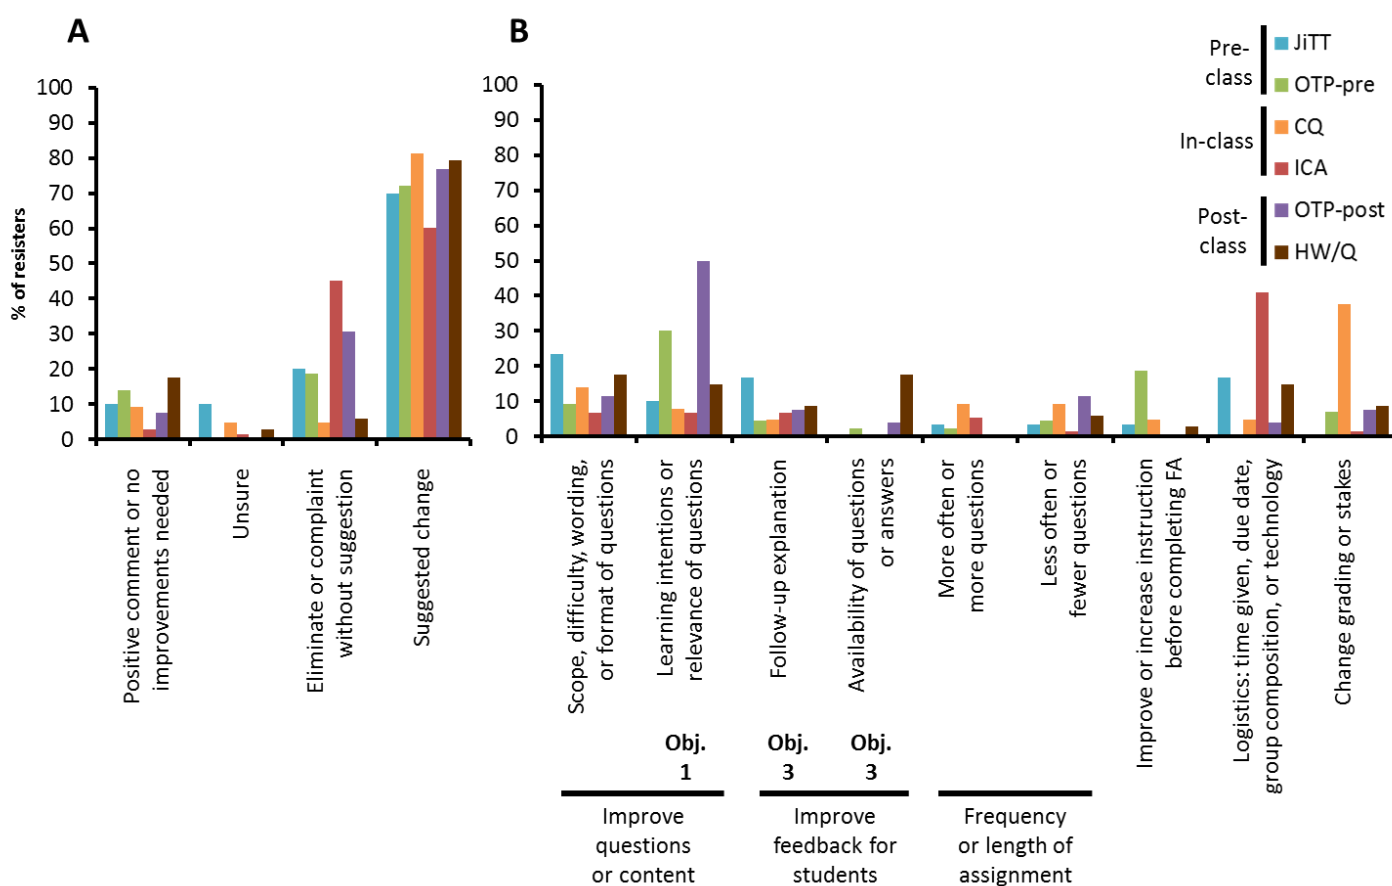 A
B
Pre-
class
JiTT
OTP-pre
In-class
CQ
ICA
Post-
class
OTP-post
HW/Q
% of resisters
100
90
80
70
60
50
40
30
20
10
0
Positive comment or no
improvements needed
Unsure
Eliminate or complaint
without suggestion
Suggested change
100
90
80
70
60
50
40
30
20
10
0
Scope, difficulty, wording,
or format of questions
Learning intentions or
relevance of questions
Follow-up explanation
Availability of questions
or answers
More often or
more questions
Less often or
fewer questions
Improve or increase instruction
before completing FA
Logistics: time given, due date,
group composition, or technology
Change grading or stakes
Obj.
1
Obj.
3
Obj.
3
Improve
questions
or content
Improve
feedback for
students
Frequency
or length of
assignment